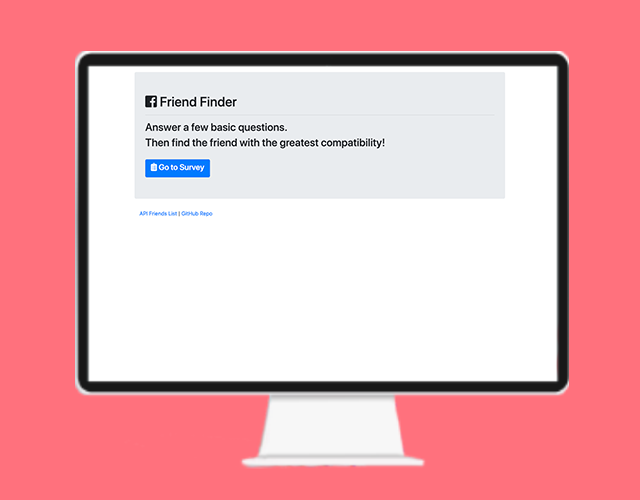 Friend Finder
Answer a few basic questions.
Then find the friend with the greatest compatibility!
Go to Survey
API Friends List | GitHub Repo